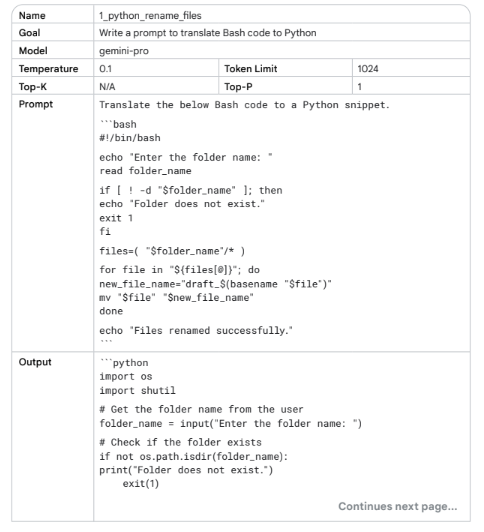 Name 1_python_rename_files
Goal Write a prompt to translate Bash code to Python
Model gemini-pro
Temperature 0.1 Token Limit 1024
Top-K N/A Top-P 1
Prompt Translate the below Bash code to a Python snippet.
```bash
#!/bin/bash
echo "Enter the folder name: "
read folder_name
if [ ! -d "$folder_name" ]; then
echo "Folder does not exist."
exit 1
fi
files=( "$folder_name"/* )
for file in "${files[@]}"; do
new_file_name="draft_$(basename "$file")"
mv "$file" "$new_file_name"
done
echo "Files renamed successfully."
```
Output ```python
import os
import shutil
# Get the folder name from the user
folder_name = input("Enter the folder name: ")
# Check if the folder exists
if not os.path.isdir(folder_name):
print("Folder does not exist.")
    exit(1)
Continues next page...